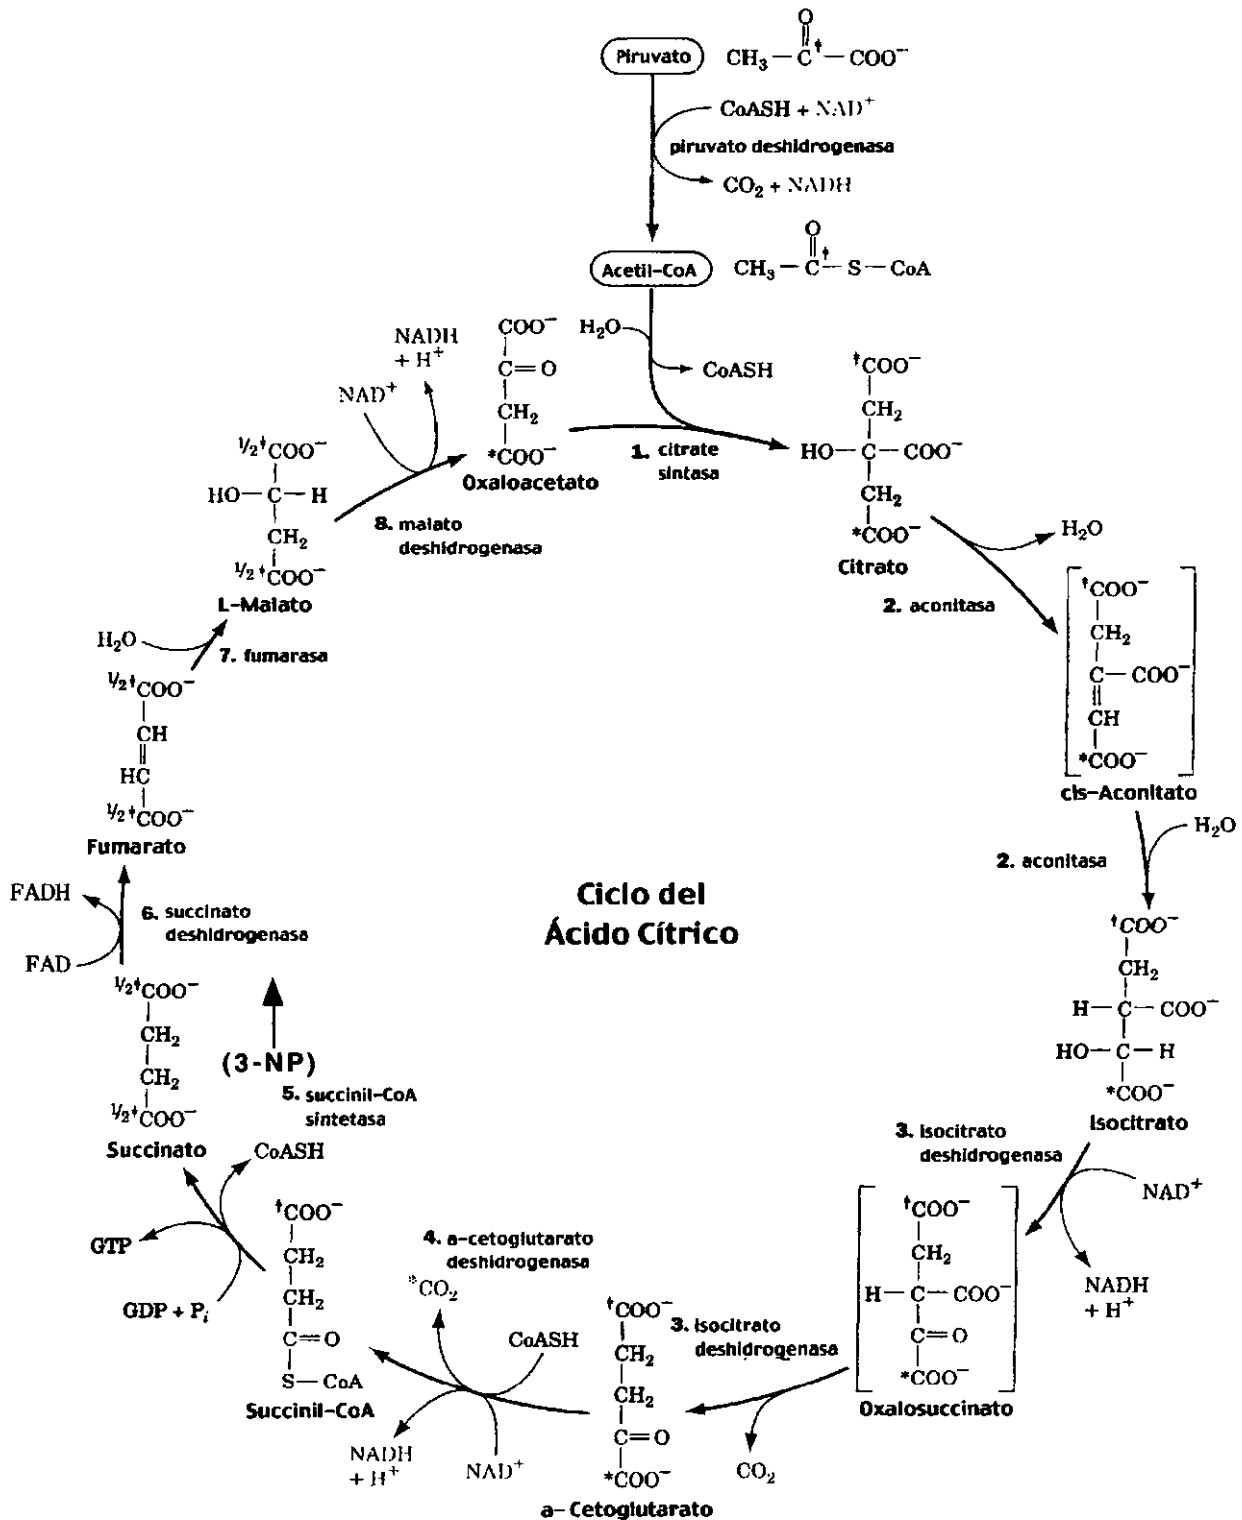 Piruvato
O
CH3 — C‡ — COO−
CoASH + NAD+
piruvato deshidrogenasa
CO2 + NADH
Acetil-CoA
O
CH3 — C‡ — S — CoA
H2O
CoASH
1. citrate
sintasa
‡COO−
CH2
HO — C — COO−
CH2
*COO−
Citrato
H2O
2. aconitasa
‡COO−
CH2
C — COO−
CH
*COO−
cis-Aconitato
H2O
2. aconitasa
‡COO−
CH2
H — C — COO−
HO — C — H
*COO−
Isocitrato
3. isocitrato
deshidrogenasa
NAD+
NADH
+ H+
‡COO−
CH2
H — C — COO−
C=O
*COO−
Oxalosuccinato
3. isocitrato
deshidrogenasa
CO2
‡COO−
CH2
CH2
C=O
*COO−
a- Cetoglutarato
4. a-cetoglutarato
deshidrogenasa
*CO2
CoASH
NADH
+ H+
NAD+
‡COO−
CH2
CH2
C=O
S — CoA
Succinil-CoA
5. succinil-CoA
sintetasa
CoASH
GTP
GDP + Pi
1/2‡COO−
CH2
CH2
1/2‡COO−
Succinato
(3-NP)
6. succinato
deshidrogenasa
FADH
FAD
1/2‡COO−
CH
HC
1/2‡COO−
Fumarato
H2O
7. fumarasa
1/2‡COO−
HO — C — H
CH2
1/2‡COO−
L-Malato
8. malato
deshidrogenasa
NAD+
NADH
+ H+
COO−
C=O
CH2
*COO−
Oxaloacetato
Ciclo del
Ácido Cítrico